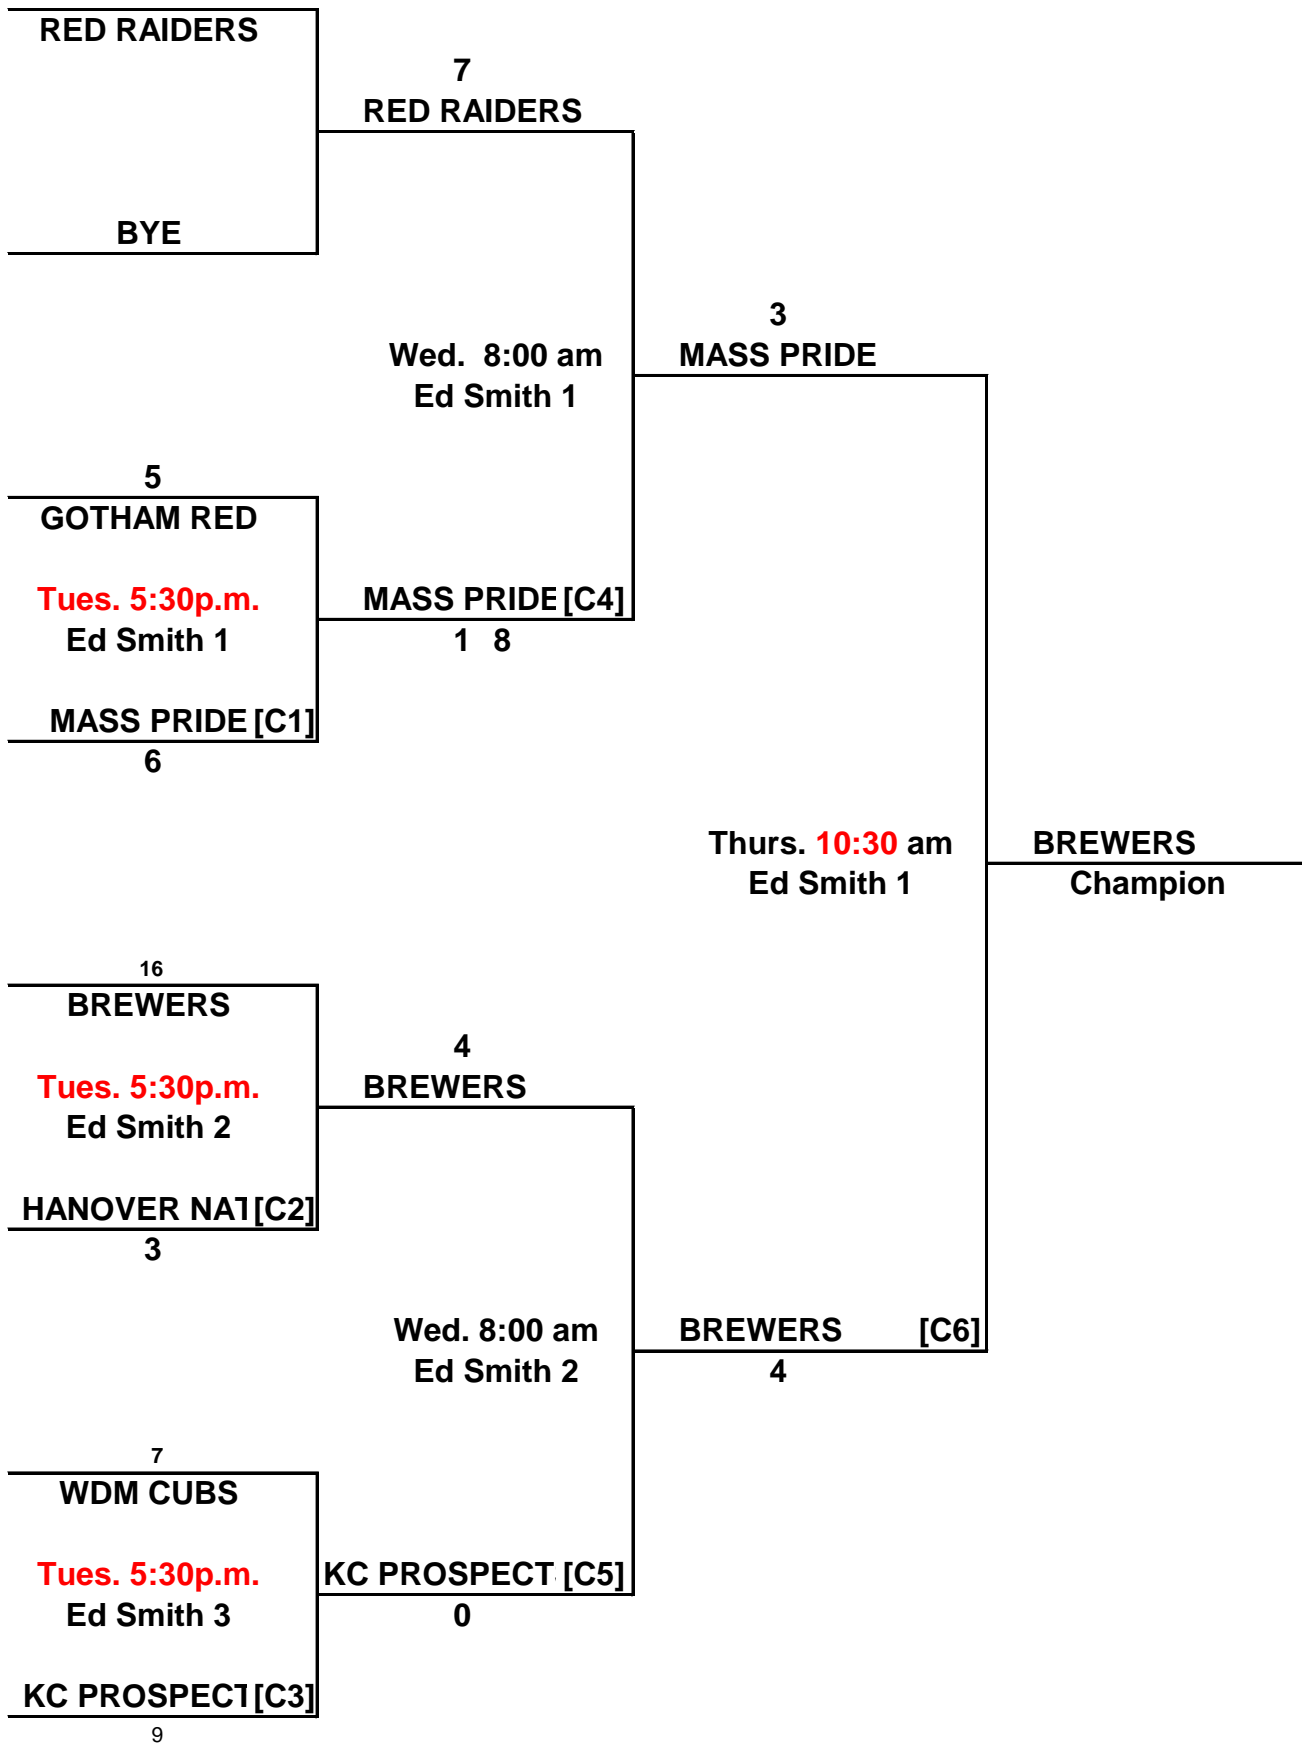 RED RAIDERS
7
RED RAIDERS
BYE
3
Wed. 8:00 am
MASS PRIDE
Ed Smith 1
5
GOTHAM RED
Tues. 5:30p.m.
MASS PRIDE [C4]
Ed Smith 1
1 8
MASS PRIDE [C1]
6
Thurs. 10:30 am
BREWERS
Ed Smith 1
Champion
16
BREWERS
4
Tues. 5:30p.m.
BREWERS
Ed Smith 2
HANOVER NAT [C2]
3
Wed. 8:00 am
BREWERS [C6]
Ed Smith 2
4
7
WDM CUBS
Tues. 5:30p.m.
KC PROSPECT [C5]
Ed Smith 3
0
KC PROSPECT [C3]
9